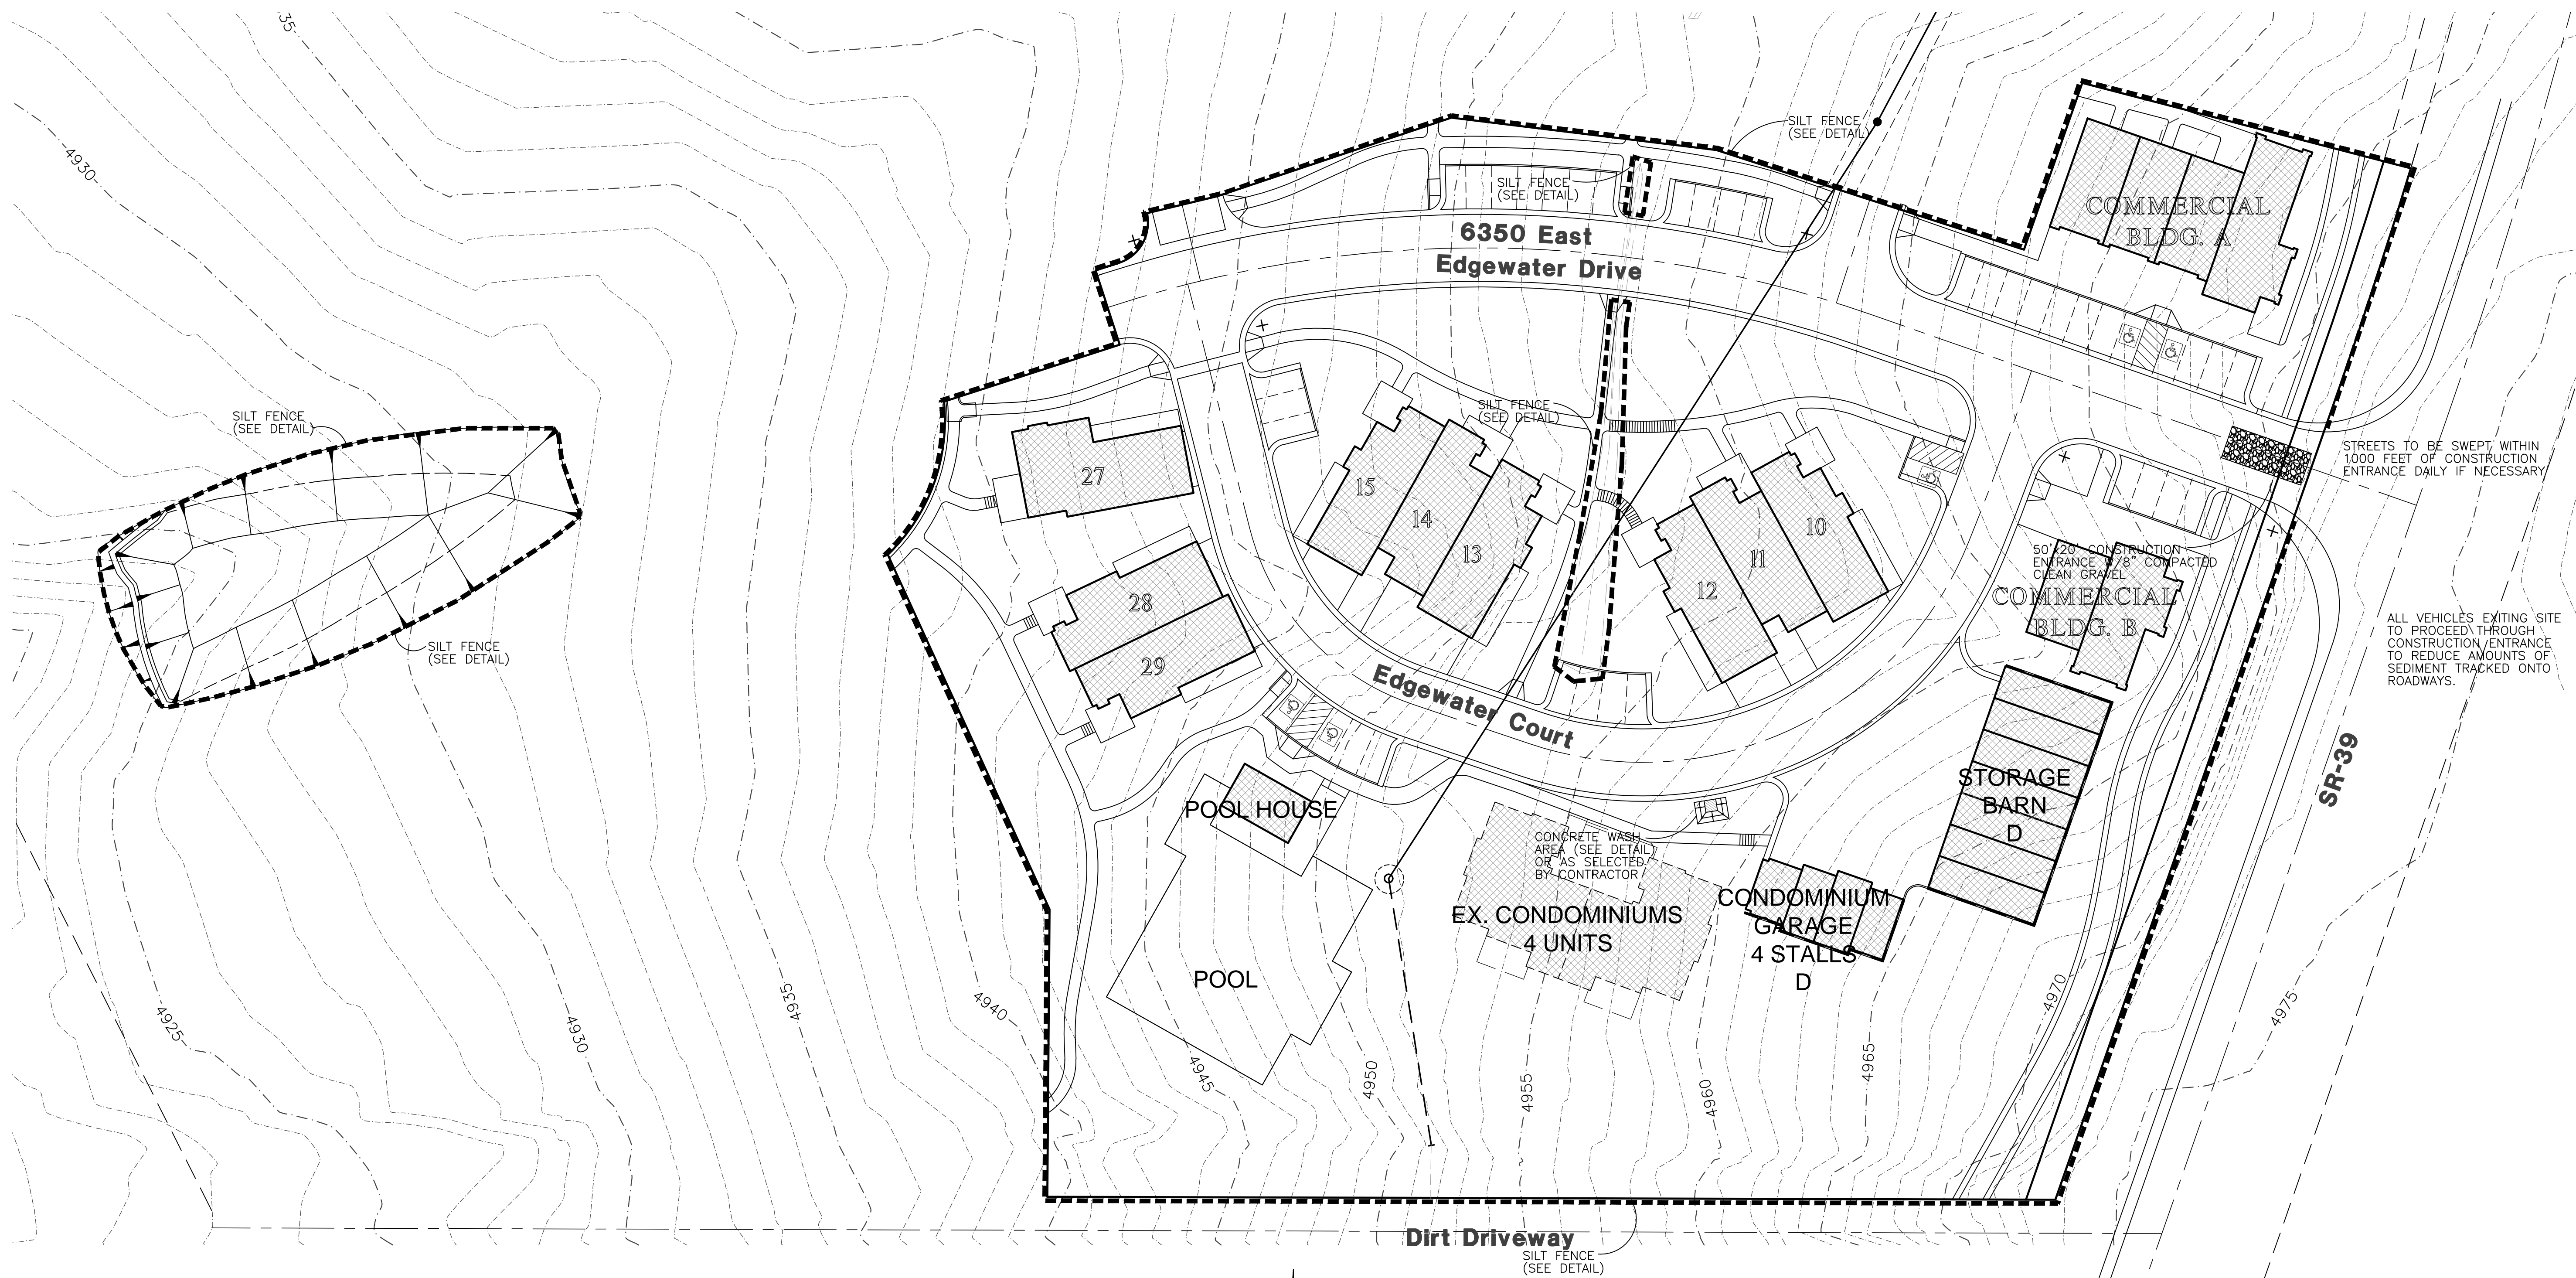 35
4930
SILT FENCE
(SEE DETAIL)
SILT FENCE
(SEE DETAIL)
COMMERCIAL
BLDG. A
6350 East
Edgewater Drive
SILT FENCE
(SEE DETAIL)
SILT FENCE
(SEE DETAIL)
27
15
14
13
10
11
12
STREETS TO BE SWEPT WITHIN
1,000 FEET OF CONSTRUCTION
ENTRANCE DAILY IF NECESSARY
50'x20' CONSTRUCTION
ENTRANCE W/8" COMPACTED
CLEAN GRAVEL
COMMERCIAL
BLDG. B
ALL VEHICLES EXITING SITE
TO PROCEED THROUGH
CONSTRUCTION ENTRANCE
TO REDUCE AMOUNTS OF
SEDIMENT TRACKED ONTO
ROADWAYS.
28
29
SILT FENCE
(SEE DETAIL)
Edgewater Court
SR-39
POOL HOUSE
STORAGE
BARN
D
CONCRETE WASH
AREA (SEE DETAIL)
OR AS SELECTED
BY CONTRACTOR
EX. CONDOMINIUMS
4 UNITS
CONDOMINIUM
GARAGE
4 STALLS
D
POOL
4925
4930
4935
4940
4945
4950
4955
4960
4965
4970
4975
Dirt Driveway
SILT FENCE
(SEE DETAIL)